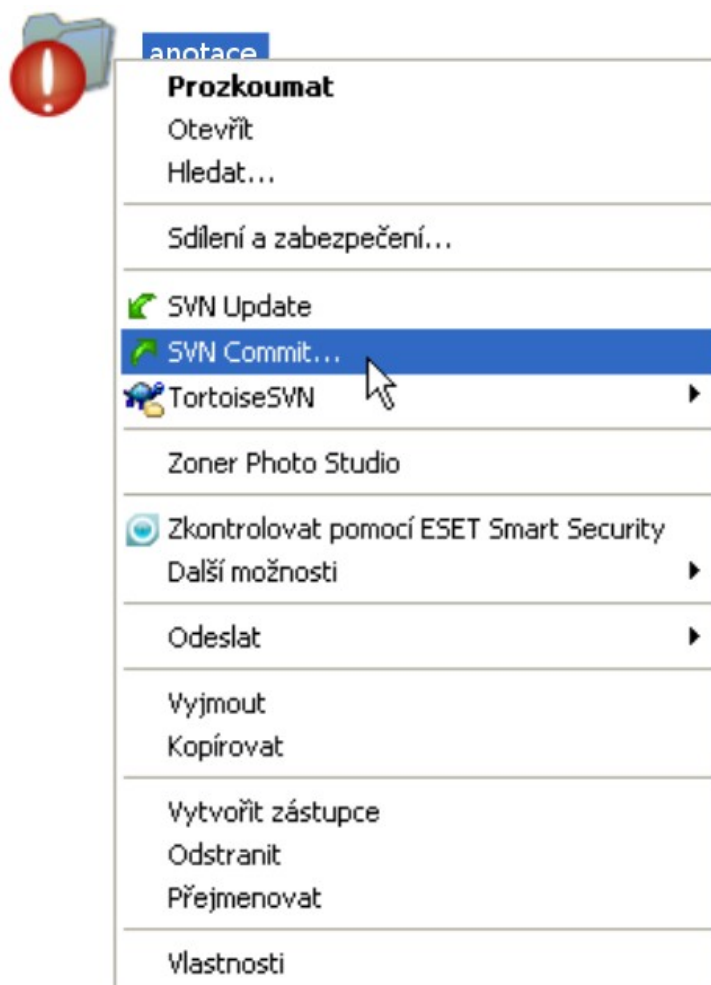 anotace
Prozkoumat
Otevřít
Hledat...
Sdílení a zabezpečení...
SVN Update
SVN Commit...
TortoiseSVN
Zoner Photo Studio
Zkontrolovat pomocí ESET Smart Security
Další možnosti
Odeslat
Vyjmout
Kopírovat
Vytvořit zástupce
Odstranit
Přejmenovat
Vlastnosti